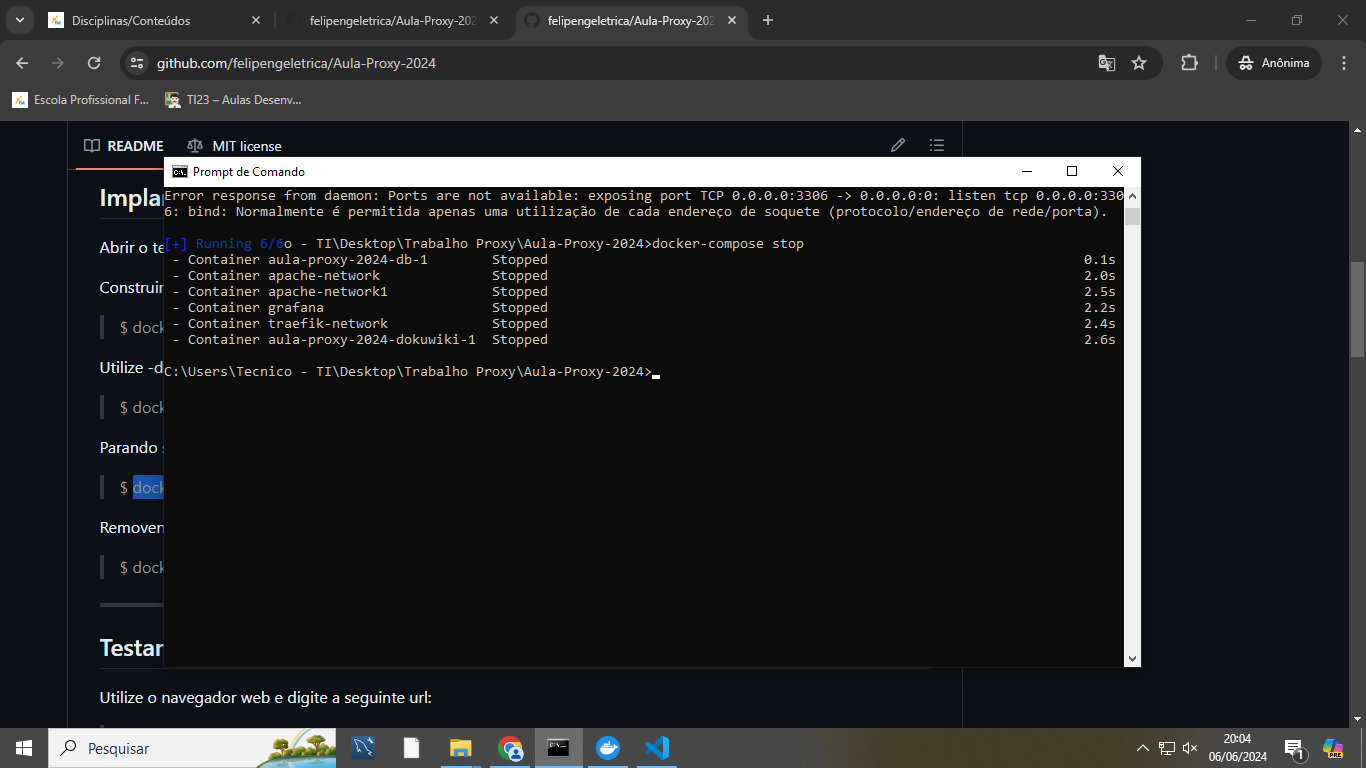 Disciplinas/Conteúdos
felipengeletrica/Aula-Proxy-202
felipengeletrica/Aula-Proxy-202
github.com/felipengeletrica/Aula-Proxy-2024
Anônima
Escola Profissional F...
TI23 – Aulas Desenv...
README
MIT license
Impla
Abrir o te
Construir
$ dock
Utilize -d
$ dock
Parando s
$ dock
Removen
$ dock
Testar
Utilize o navegador web e digite a seguinte url:
Prompt de Comando
Error response from daemon: Ports are not available: exposing port TCP 0.0.0.0:3306 -> 0.0.0.0:0: listen tcp 0.0.0.0:330
6: bind: Normalmente é permitida apenas uma utilização de cada endereço de soquete (protocolo/endereço de rede/porta).
[+] Running 6/6o - TI\Desktop\Trabalho Proxy\Aula-Proxy-2024>docker-compose stop
- Container aula-proxy-2024-db-1 Stopped 0.1s
- Container apache-network Stopped 2.0s
- Container apache-network1 Stopped 2.5s
- Container grafana Stopped 2.2s
- Container traefik-network Stopped 2.4s
- Container aula-proxy-2024-dokuwiki-1 Stopped 2.6s
C:\Users\Tecnico - TI\Desktop\Trabalho Proxy\Aula-Proxy-2024>
Pesquisar
20:04
06/06/2024
1
PRE